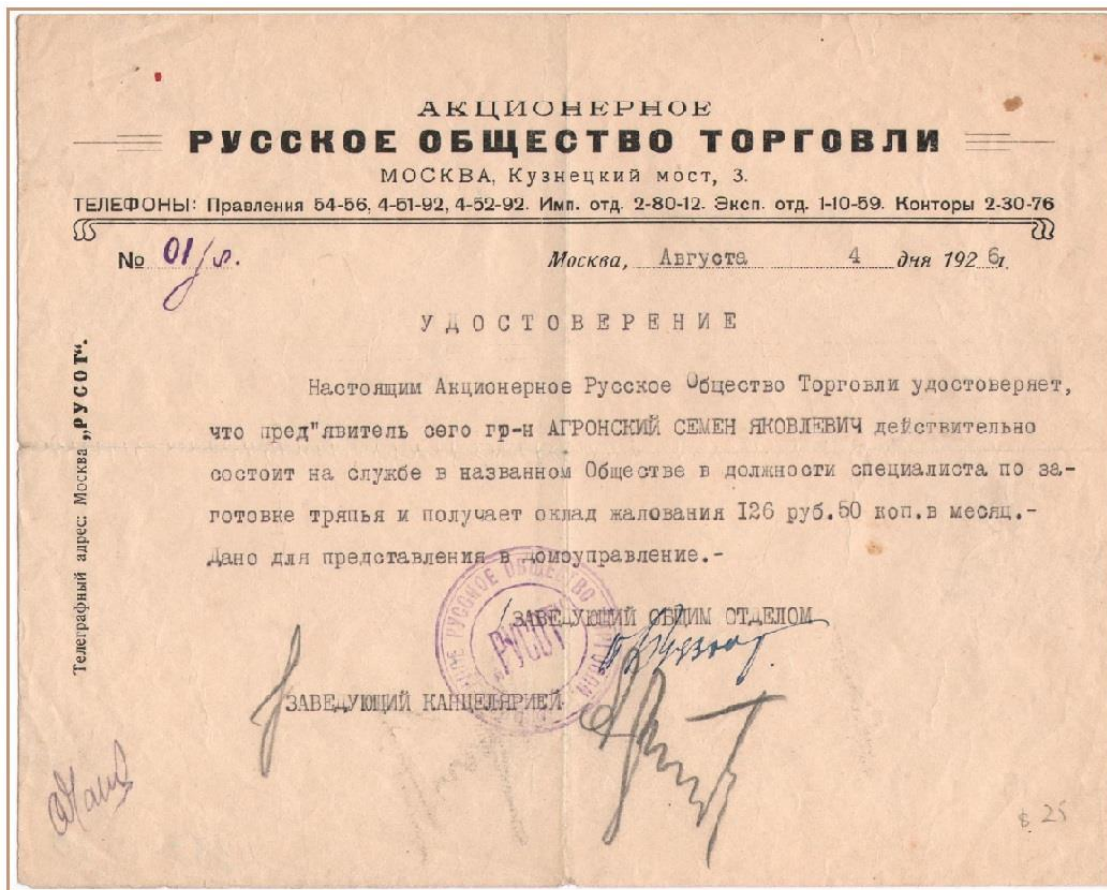 АКЦИОНЕРНОЕ
РУССКОЕ ОБЩЕСТВО ТОРГОВЛИ
МОСКВА, Кузнецкий мост, 3.
ТЕЛЕФОНЫ: Правления 54-56, 4-51-92, 4-52-92. Имп. отд. 2-80-12. Эксп. отд. 1-10-59. Конторы 2-30-76
№ 01/
Москва, Августа 4 дня 1926 г.
УДОСТОВЕРЕНИЕ
Настоящим Акционерное Русское Общество Торговли удостоверяет,
что пред"явитель сего гр-н АГРОНСКИЙ СЕМЕН ЯКОВЛЕВИЧ действительно
состоит на службе в названном Обществе в должности специалиста по за-
готовке тряпья и получает оклад жалования 126 руб.50 коп.в месяц.-
Дано для представления в домоуправление.-
ЗАВЕДУЮЩИЙ ОБЩИМ ОТДЕЛОМ
ЗАВЕДУЮЩИЙ КАНЦЕЛЯРИЕЙ
Телеграфный адрес: Москва „РУСОТ“.
РУССКОЕ ОБЩЕСТВО ТОРГОВЛИ
„РУСОТ“
$ 25